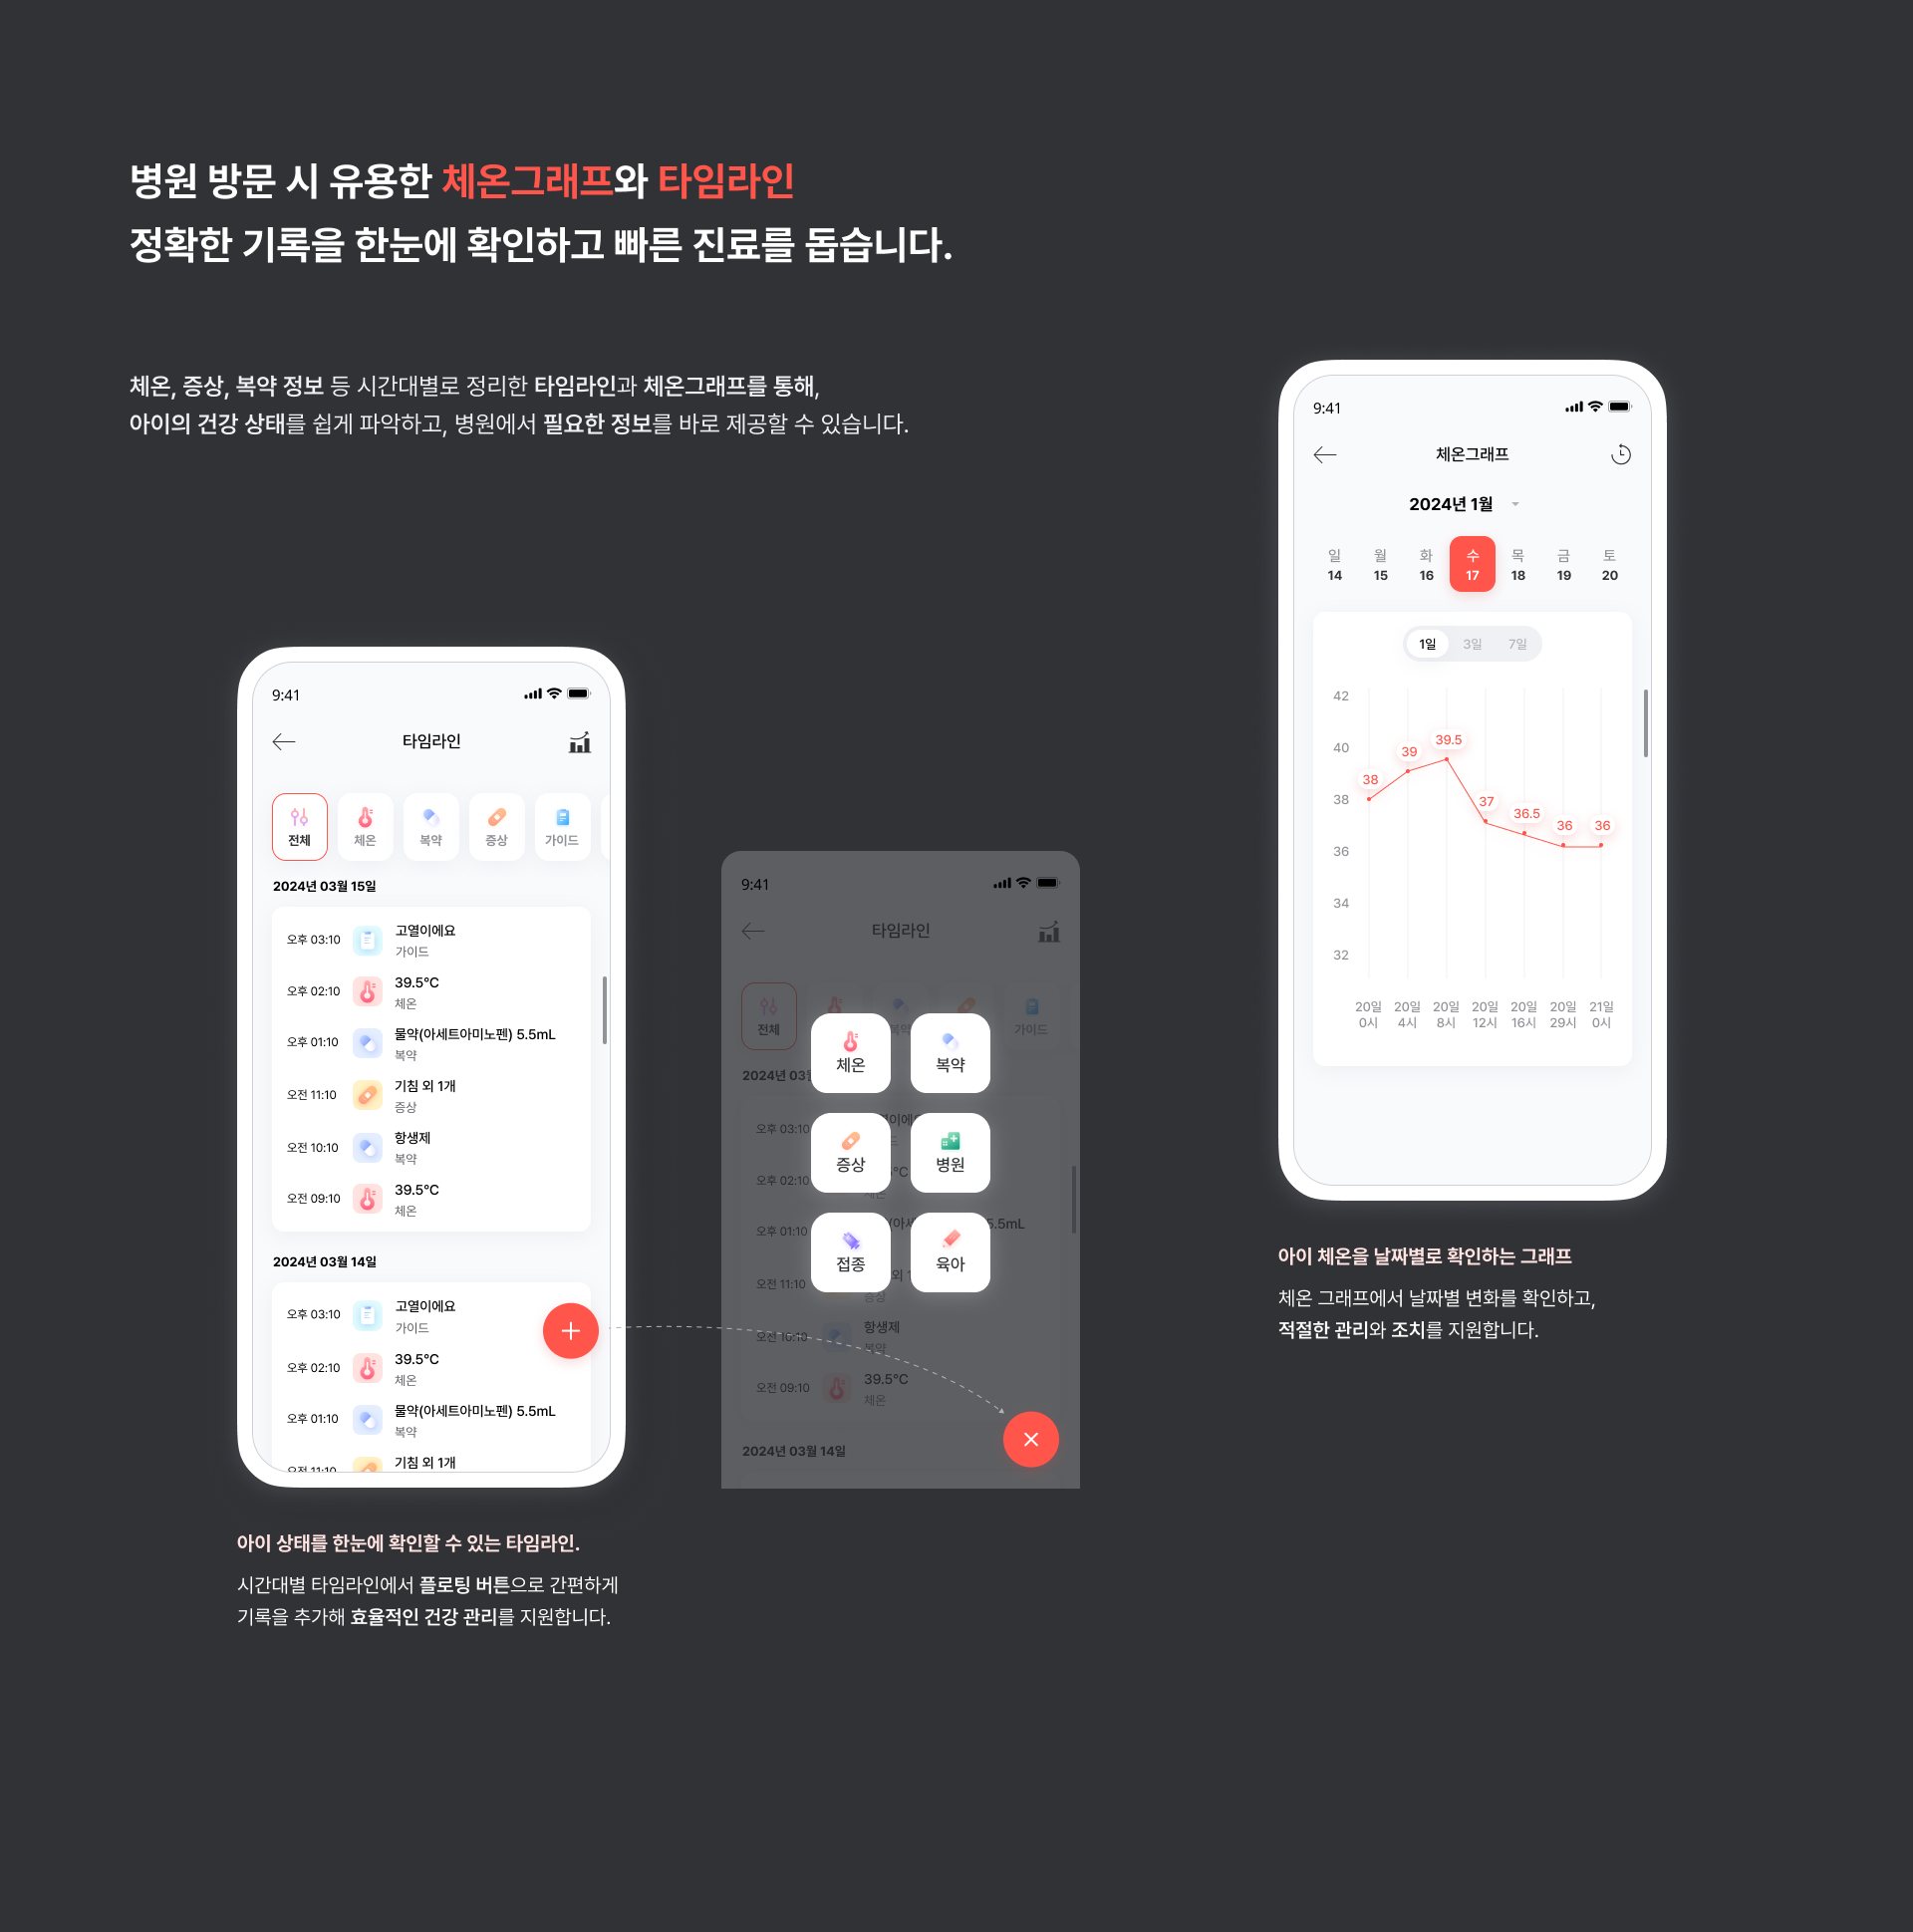 병원 방문 시 유용한 체온그래프와 타임라인
정확한 기록을 한눈에 확인하고 빠른 진료를 돕습니다.
체온, 증상, 복약 정보 등 시간대별로 정리한 타임라인과 체온그래프를 통해,
아이의 건강 상태를 쉽게 파악하고, 병원에서 필요한 정보를 바로 제공할 수 있습니다.
9:41
타임라인
전체 체온 복약 증상 가이드
2024년 03월 15일
오후 03:10 고열이에요
가이드
오후 02:10 39.5°C
체온
오후 01:10 물약(아세트아미노펜) 5.5mL
복약
오전 11:10 기침 외 1개
증상
오전 10:10 항생제
복약
오전 09:10 39.5°C
체온
2024년 03월 14일
오후 03:10 고열이에요
가이드
오후 02:10 39.5°C
체온
오후 01:10 물약(아세트아미노펜) 5.5mL
복약
오전 11:10 기침 외 1개
아이 상태를 한눈에 확인할 수 있는 타임라인.
시간대별 타임라인에서 플로팅 버튼으로 간편하게
기록을 추가해 효율적인 건강 관리를 지원합니다.
9:41
타임라인
전체 복약 가이드
2024년 03
체온 복약
오후 03:10
증상 병원
오후 02:10
오후 01:10 5.5mL
접종 육아
오전 11:10
증상
오전 10:10 항생제
복약
오전 09:10 39.5°C
체온
2024년 03월 14일
9:41
체온그래프
2024년 1월
일 월 화 수 목 금 토
14 15 16 17 18 19 20
1일 3일 7일
42
40
38
36
34
32
38 39 39.5 37 36.5 36 36
20일 20일 20일 20일 20일 20일 21일
0시 4시 8시 12시 16시 29시 0시
아이 체온을 날짜별로 확인하는 그래프
체온 그래프에서 날짜별 변화를 확인하고,
적절한 관리와 조치를 지원합니다.